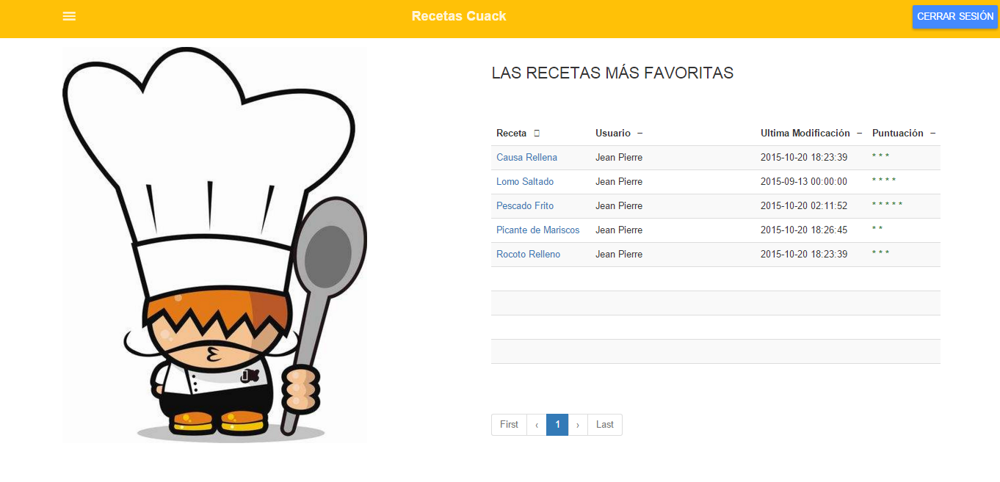 Recetas Cuack
CERRAR SESIÓN
LAS RECETAS MÁS FAVORITAS
Receta Usuario – Ultima Modificación – Puntuación –
Causa Rellena Jean Pierre 2015-10-20 18:23:39 * * *
Lomo Saltado Jean Pierre 2015-09-13 00:00:00 * * * *
Pescado Frito Jean Pierre 2015-10-20 02:11:52 * * * * *
Picante de Mariscos Jean Pierre 2015-10-20 18:26:45 * *
Rocoto Relleno Jean Pierre 2015-10-20 18:23:39 * * *
First ‹ 1 › Last